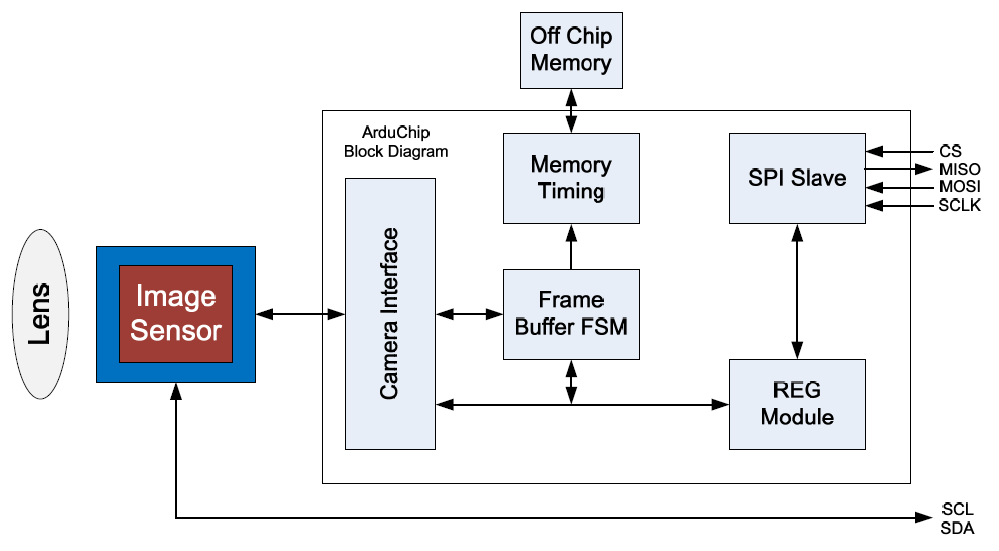 Off Chip
Memory
ArduChip
Block Diagram
Memory
Timing
SPI Slave
CS
MISO
MOSI
SCLK
Lens
Image
Sensor
Camera Interface
Frame
Buffer FSM
REG
Module
SCL
SDA